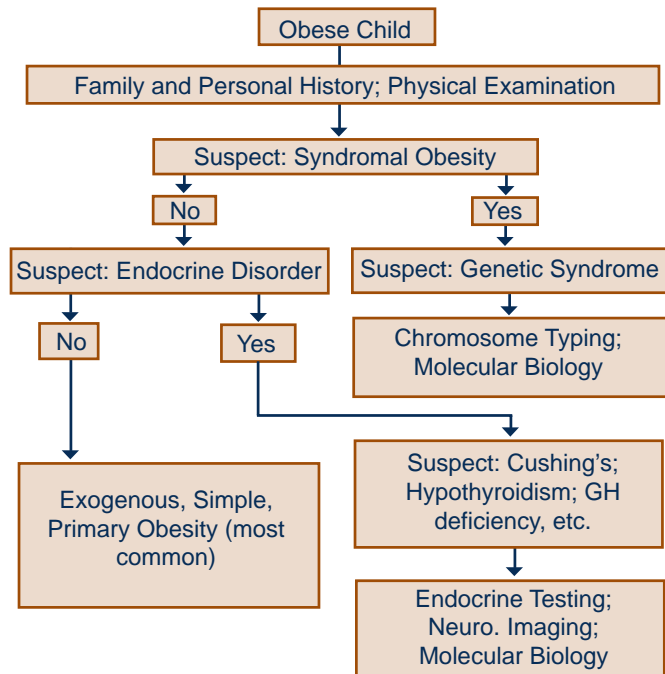 Obese Child
Family and Personal History; Physical Examination
Suspect: Syndromal Obesity
No
Yes
Suspect: Endocrine Disorder
Suspect: Genetic Syndrome
No
Yes
Chromosome Typing;
Molecular Biology
Exogenous, Simple,
Primary Obesity (most
common)
Suspect: Cushing's;
Hypothyroidism; GH
deficiency, etc.
Endocrine Testing;
Neuro. Imaging;
Molecular Biology